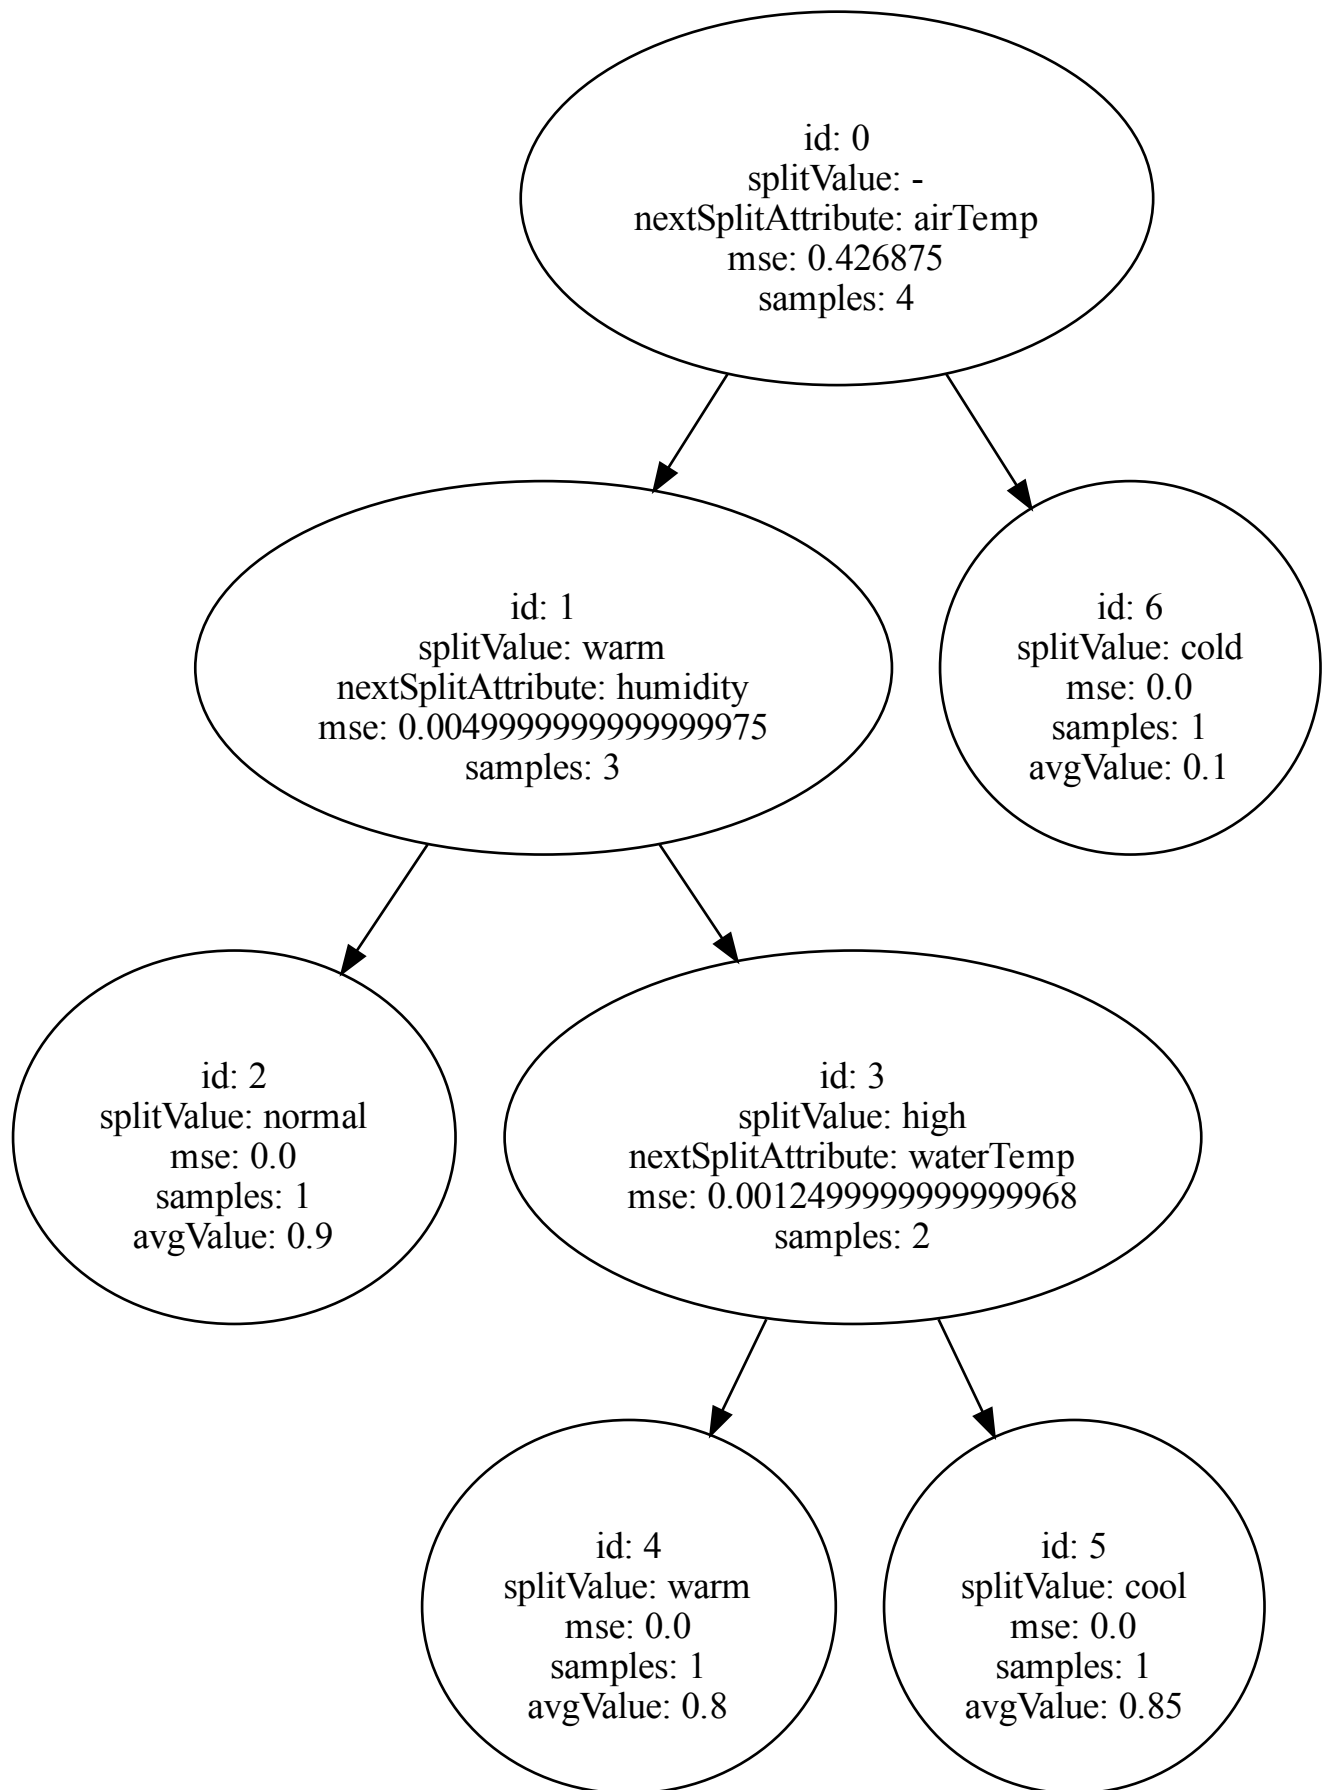 id: 0
splitValue: -
nextSplitAttribute: airTemp
mse: 0.426875
samples: 4
id: 1
splitValue: warm
nextSplitAttribute: humidity
mse: 0.0049999999999999975
samples: 3
id: 6
splitValue: cold
mse: 0.0
samples: 1
avgValue: 0.1
id: 2
splitValue: normal
mse: 0.0
samples: 1
avgValue: 0.9
id: 3
splitValue: high
nextSplitAttribute: waterTemp
mse: 0.0012499999999999968
samples: 2
id: 4
splitValue: warm
mse: 0.0
samples: 1
avgValue: 0.8
id: 5
splitValue: cool
mse: 0.0
samples: 1
avgValue: 0.85